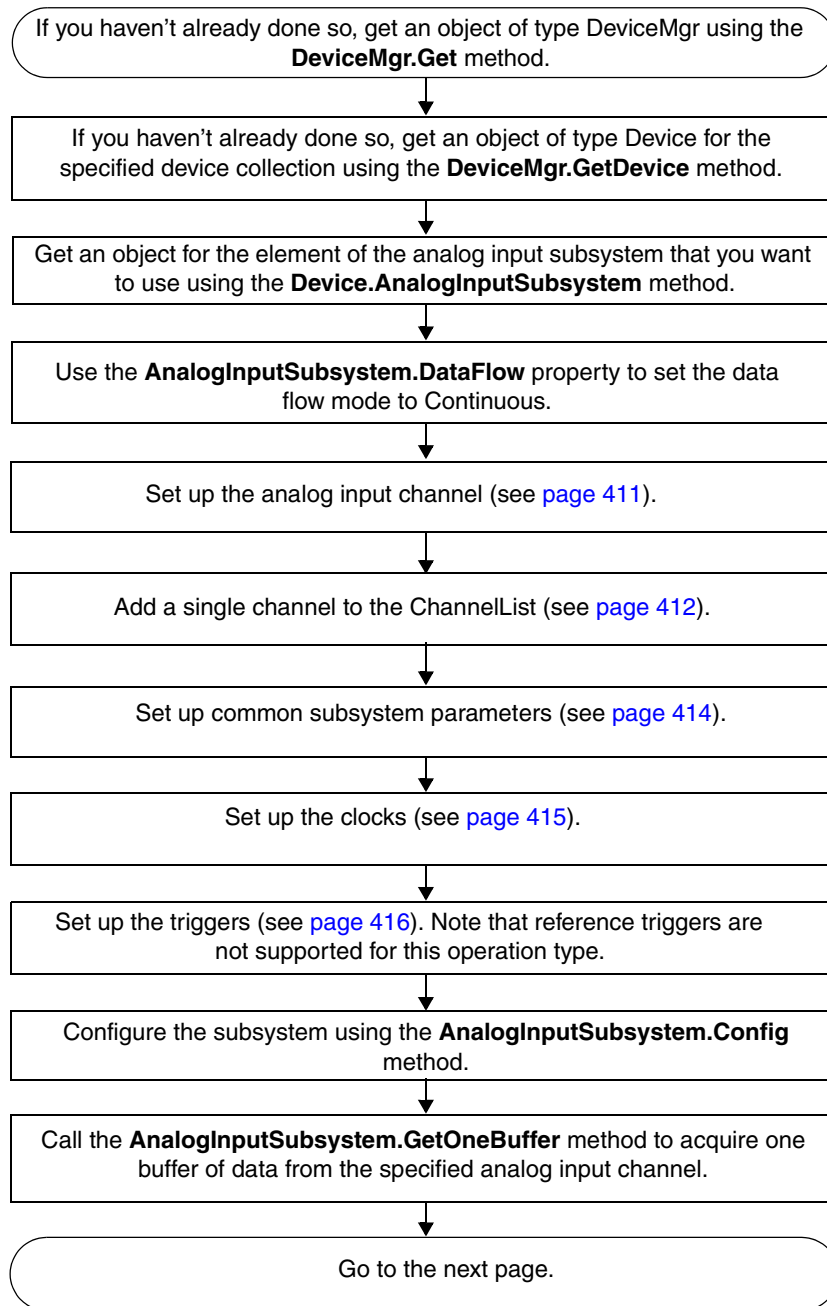 If you haven’t already done so, get an object of type DeviceMgr using the
DeviceMgr.Get method.
If you haven’t already done so, get an object of type Device for the
specified device collection using the DeviceMgr.GetDevice method.
Get an object for the element of the analog input subsystem that you want
to use using the Device.AnalogInputSubsystem method.
Use the AnalogInputSubsystem.DataFlow property to set the data
flow mode to Continuous.
Set up the analog input channel (see page 411).
Add a single channel to the ChannelList (see page 412).
Set up common subsystem parameters (see page 414).
Set up the clocks (see page 415).
Set up the triggers (see page 416). Note that reference triggers are
not supported for this operation type.
Configure the subsystem using the AnalogInputSubsystem.Config
method.
Call the AnalogInputSubsystem.GetOneBuffer method to acquire one
buffer of data from the specified analog input channel.
Go to the next page.